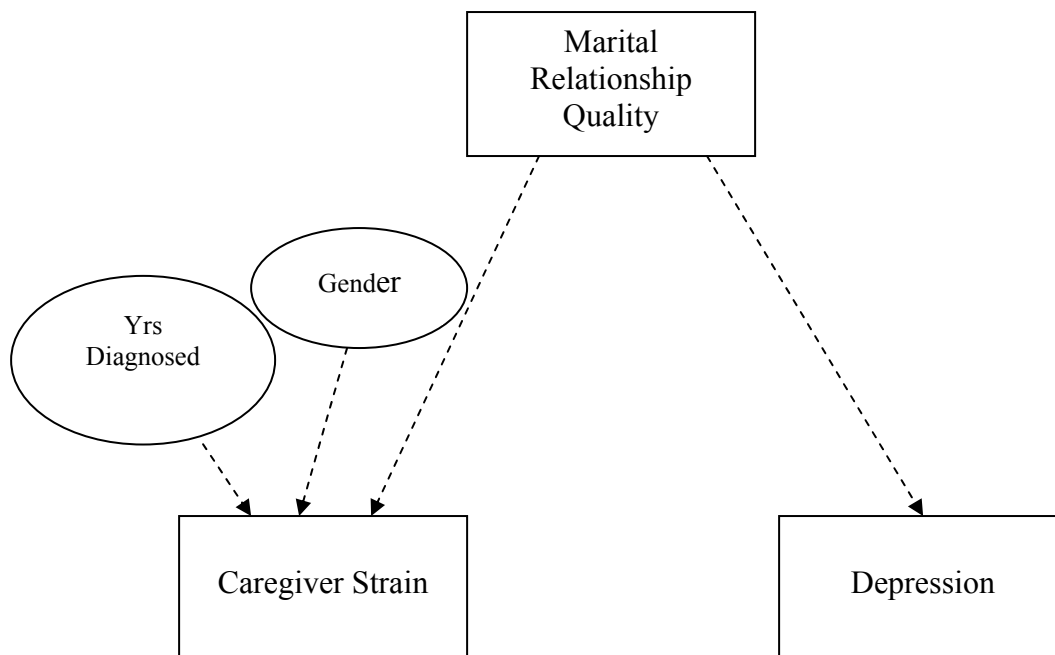 Marital
Relationship
Quality
Gender
Yrs
Diagnosed
Caregiver Strain
Depression